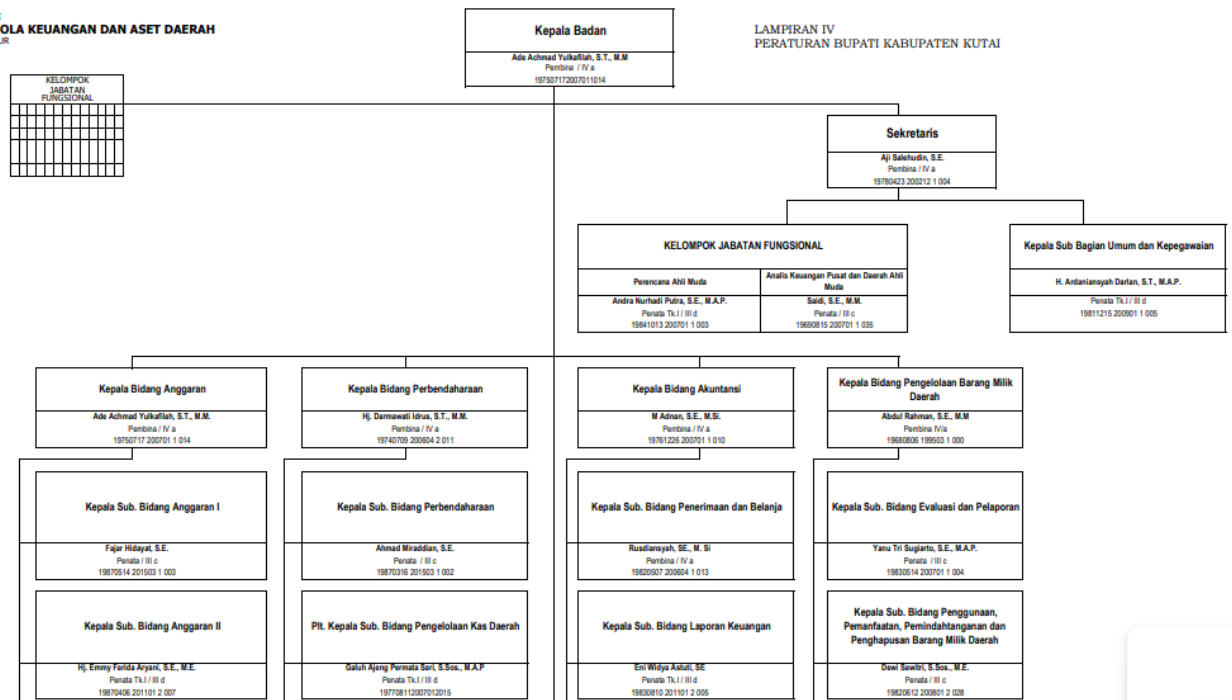 OLA KEUANGAN DAN ASET DAERAH
UR
LAMPIRAN IV
PERATURAN BUPATI KABUPATEN KUTAI
Kepala Badan
Ade Achmad Yulkafilah, S.T., M.M
Pembina / IV a
197507172007011014
KELOMPOK
JABATAN
FUNGSIONAL
Sekretaris
Aji Salehudin, S.E.
Pembina / IV a
19780423 200212 1 004
KELOMPOK JABATAN FUNGSIONAL
Perencana Ahli Muda
Andra Nurhadi Putra, S.E., M.A.P.
Penata Tk.I / III d
19841013 200701 1 003
Analis Keuangan Pusat dan Daerah Ahli
Muda
Saidi, S.E., M.M.
Penata / III c
19690815 200701 1 035
Kepala Sub Bagian Umum dan Kepegawaian
H. Ardaniansyah Darlan, S.T., M.A.P.
Penata Tk.I / III d
19811215 200901 1 005
Kepala Bidang Anggaran
Ade Achmad Yulkafilah, S.T., M.M.
Pembina / IV a
19750717 200701 1 014
Kepala Bidang Perbendaharaan
Hj. Darmawati Idrus, S.T., M.M.
Pembina / IV a
19740709 200604 2 011
Kepala Bidang Akuntansi
M Adnan, S.E., M.Si.
Pembina / IV a
19761226 200701 1 010
Kepala Bidang Pengelolaan Barang Milik
Daerah
Abdul Rahman, S.E., M.M
Pembina IV/a
19680806 199503 1 000
Kepala Sub. Bidang Anggaran I
Fajar Hidayat, S.E.
Penata / III c
19870514 201503 1 003
Kepala Sub. Bidang Perbendaharaan
Ahmad Miraddian, S.E.
Penata / III c
19870316 201503 1 002
Kepala Sub. Bidang Penerimaan dan Belanja
Rusdiansyah, SE., M. Si
Pembina / IV a
19820507 200604 1 013
Kepala Sub. Bidang Evaluasi dan Pelaporan
Yanu Tri Sugiarto, S.E., M.A.P.
Penata / III c
19830514 200701 1 004
Kepala Sub. Bidang Anggaran II
Hj. Emmy Farida Aryani, S.E., M.E.
Penata Tk.I / III d
19870406 201101 2 007
Plt. Kepala Sub. Bidang Pengelolaan Kas Daerah
Galuh Ajeng Permata Sari, S.Sos., M.A.P
Penata Tk.I / III d
197708112007012015
Kepala Sub. Bidang Laporan Keuangan
Eni Widya Astuti, SE
Penata Tk.I / III d
19830810 201101 2 005
Kepala Sub. Bidang Penggunaan,
Pemanfaatan, Pemindahtanganan dan
Penghapusan Barang Milik Daerah
Dewi Sawitri, S.Sos., M.E.
Penata / III c
19820612 200801 2 028